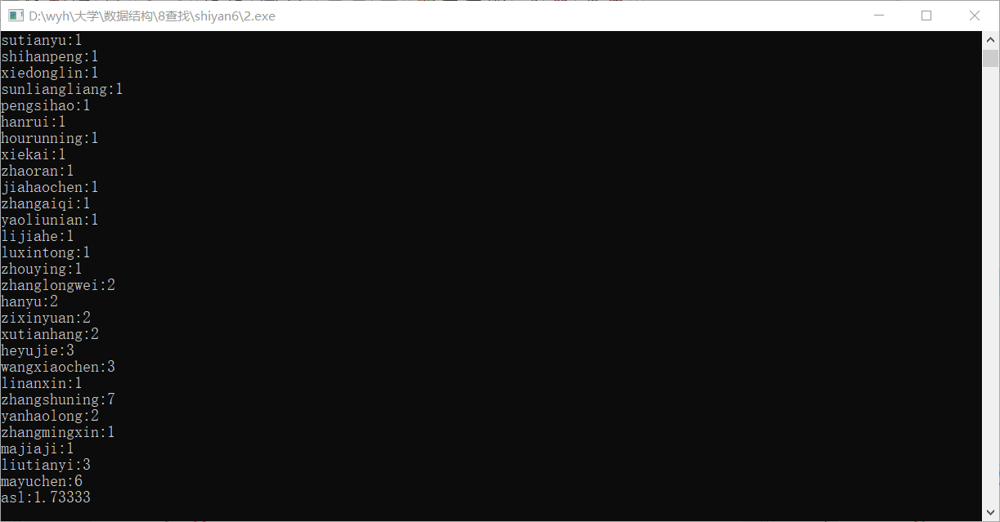 D:\wyh\大学\数据结构\8查找\shiyan6\2.exe
sutianyu:1
shihanpeng:1
xiedonglin:1
sunliangliang:1
pengsihao:1
hanrui:1
hourunning:1
xiekai:1
zhaoran:1
jiahaochen:1
zhangaiqi:1
yaoliunian:1
lijiahe:1
luxintong:1
zhouying:1
zhanglongwei:2
hanyu:2
zixinyuan:2
xutianhang:2
heyujie:3
wangxiaochen:3
linanxin:1
zhangshuning:7
yanhaolong:2
zhangmingxin:1
majiaji:1
liutianyi:3
mayuchen:6
asl:1.73333